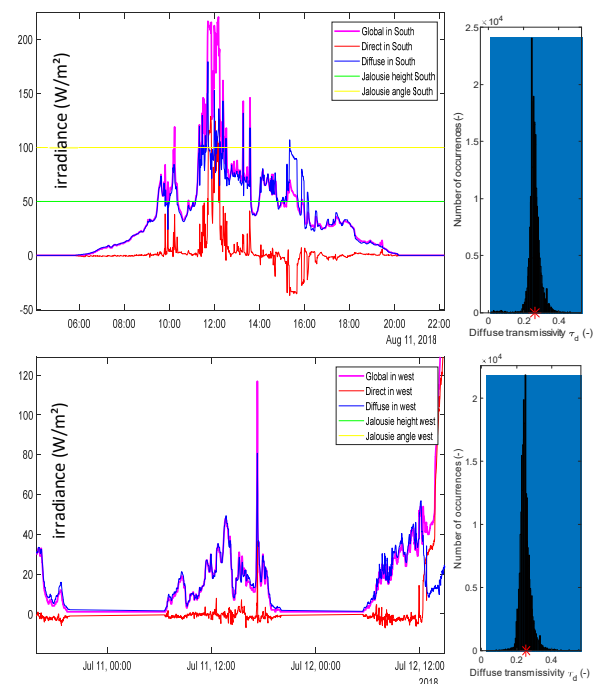 Global in South
Direct in South
Diffuse in South
Jalousie height South
Jalousie angle South
irradiance (W/m²)
200
150
100
50
0
-50
06:00 08:00 10:00 12:00 14:00 16:00 18:00 20:00 22:00
Aug 11, 2018
×10⁴
2.5
2
1.5
1
0.5
0
0 0.2 0.4
Number of occurrences (-)
Diffuse transmissivity τd (-)
Global in west
Direct in west
Diffuse in west
Jalousie height west
Jalousie angle west
irradiance (W/m²)
120
100
80
60
40
20
0
Jul 11, 00:00 Jul 11, 12:00 Jul 12, 00:00 Jul 12, 12:00
2018
×10⁴
2
1.5
1
0.5
0
0 0.2 0.4
Number of occurrences (-)
Diffuse transmissivity τd (-)